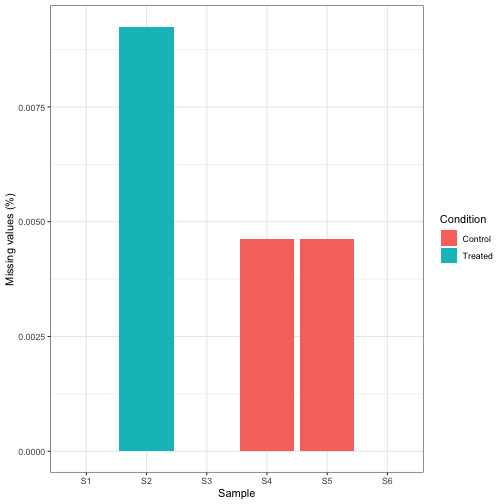 Missing values (%)
0.0075
0.0050
0.0025
0.0000
S1 S2 S3 S4 S5 S6
Sample
Condition
Control
Treated